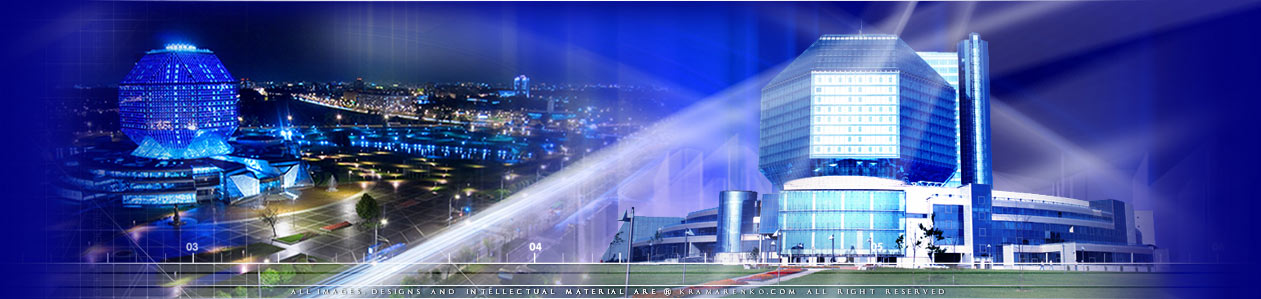 03
04
05
ALL IMAGES, DESIGNS AND INTELLECTUAL MATERIAL ARE ® KRAMARENKO.COM ALL RIGHT RESERVED